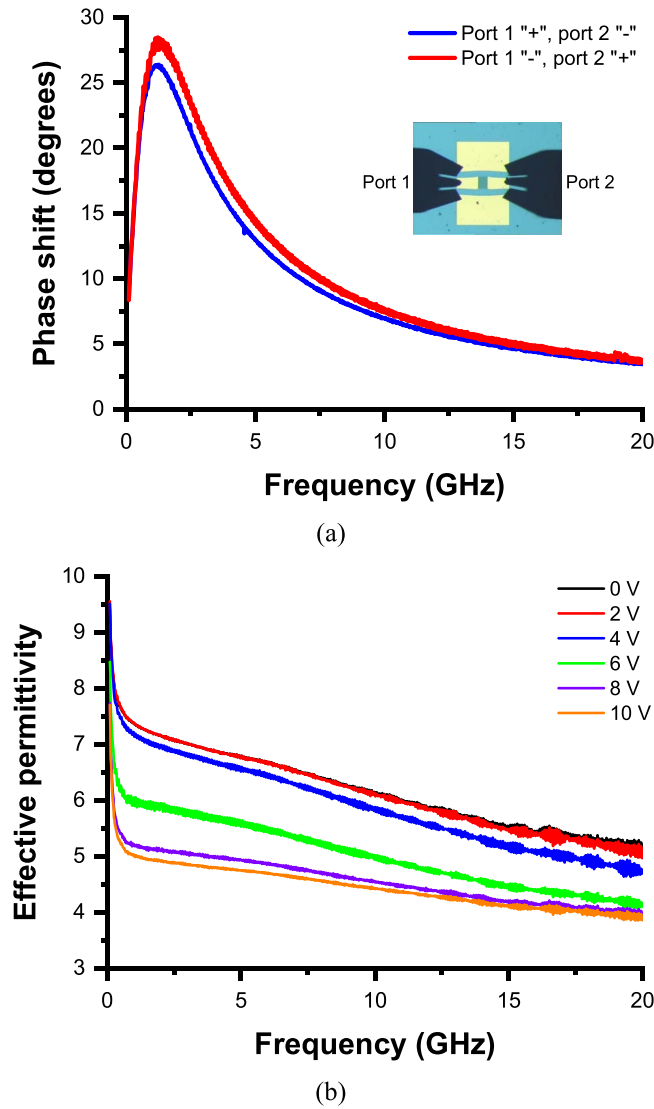 Port 1 "+", port 2 "-"
Port 1 "-", port 2 "+"
Port 1
Port 2
Phase shift (degrees)
30
25
20
15
10
5
0
0 5 10 15 20
Frequency (GHz)
(a)
0 V
2 V
4 V
6 V
8 V
10 V
Effective permittivity
10
9
8
7
6
5
4
3
0 5 10 15 20
Frequency (GHz)
(b)